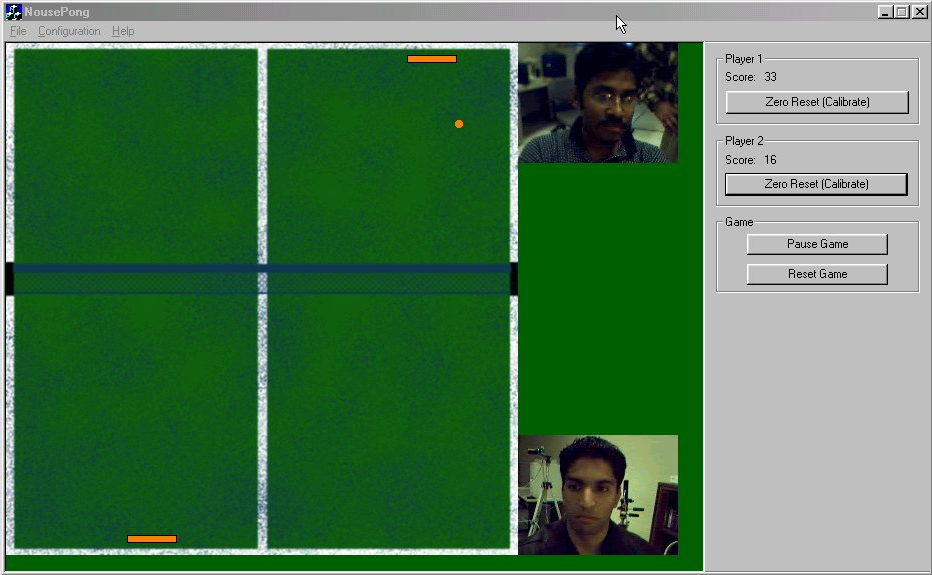 NousePong
File Configuration Help
Player 1
Score: 33
Zero Reset (Calibrate)
Player 2
Score: 16
Zero Reset (Calibrate)
Game
Pause Game
Reset Game